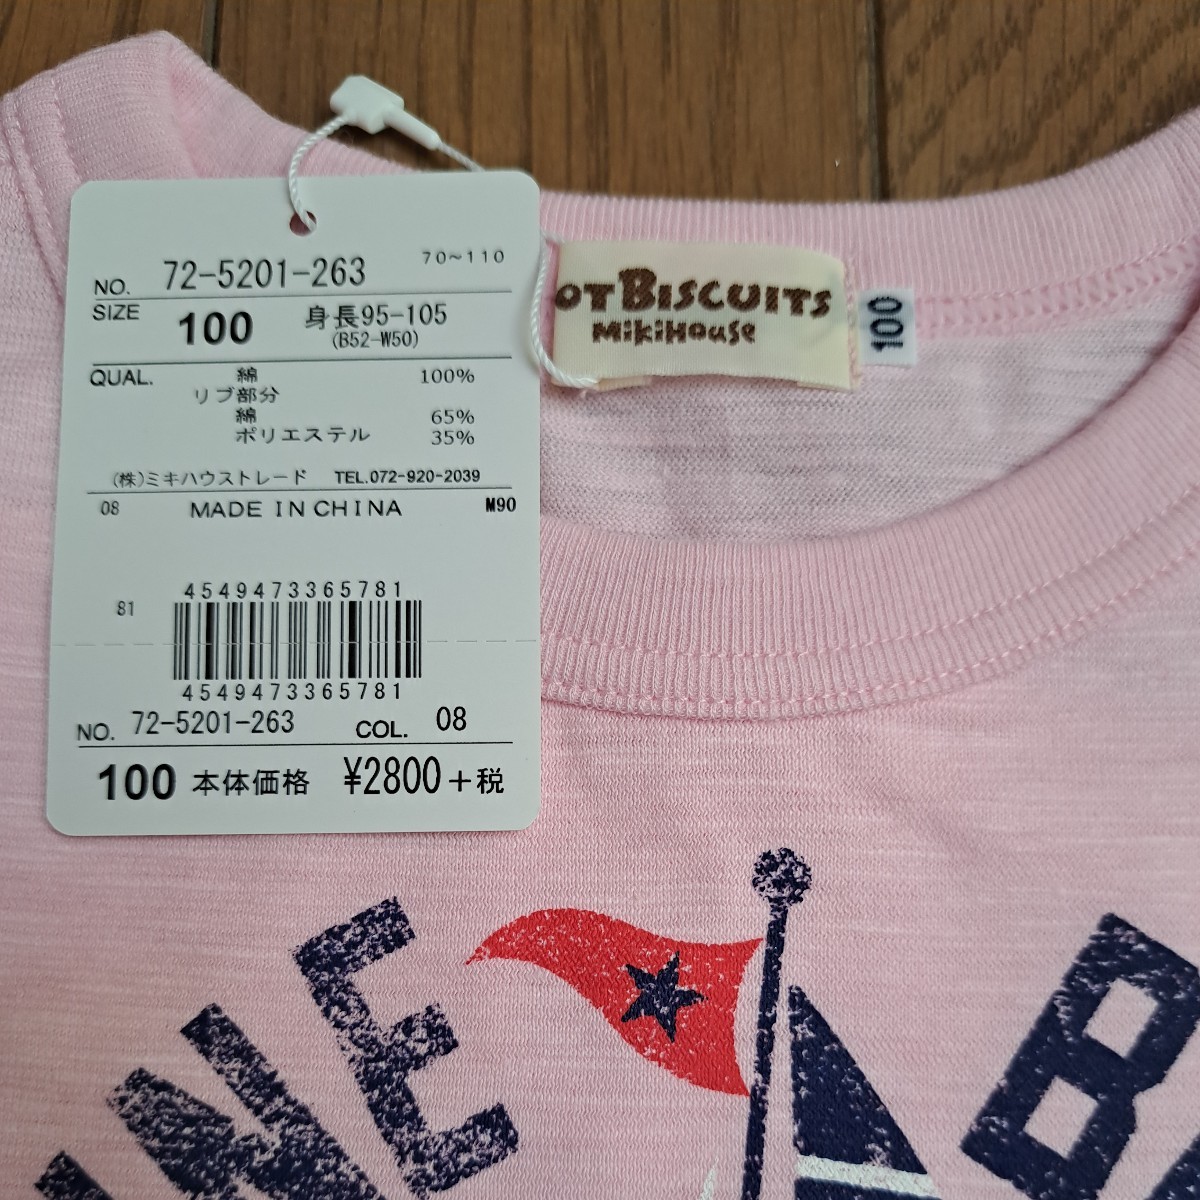 NO. 72-5201-263 70~110
SIZE 100 身長95-105
(B52-W50)
QUAL. 綿 100%
リブ部分
綿 65%
ポリエステル 35%
(株)ミキハウストレード TEL.072-920-2039
08 MADE IN CHINA M90
4549473365781
81
4549473365781
NO. 72-5201-263 COL. 08
100 本体価格 ¥2800+税
OT BISCUITS
MIKIHOUSE
100
INE
B